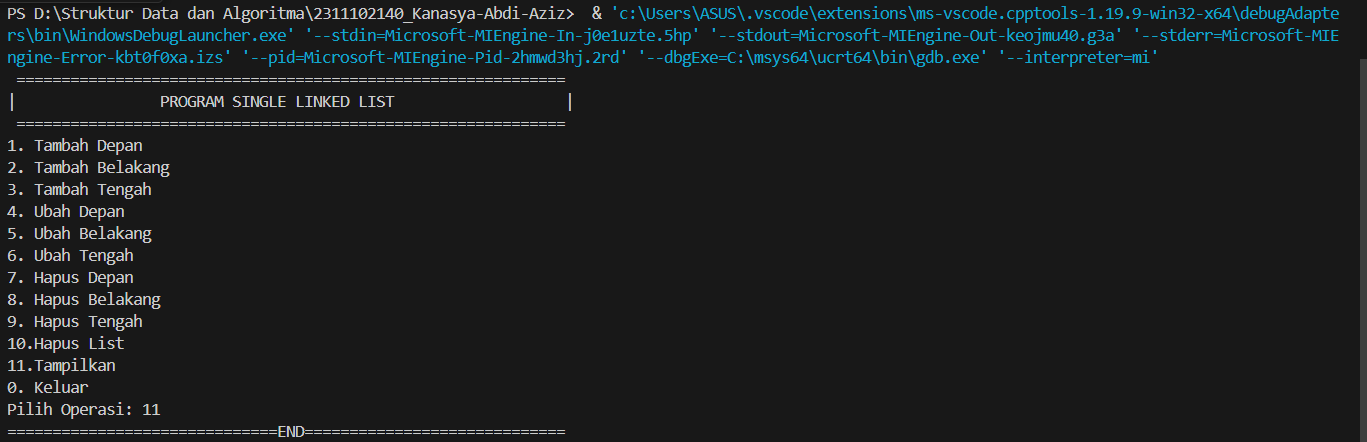 PS D:\Struktur Data dan Algoritma\2311102140_Kanasya-Abdi-Aziz>  & 'c:\Users\ASUS\.vscode\extensions\ms-vscode.cpptools-1.19.9-win32-x64\debugAdapte
rs\bin\WindowsDebugLauncher.exe' '--stdin=Microsoft-MIEngine-In-j0e1uzte.5hp' '--stdout=Microsoft-MIEngine-Out-keojmu40.g3a' '--stderr=Microsoft-MIE
ngine-Error-kbt0f0xa.izs' '--pid=Microsoft-MIEngine-Pid-2hmwd3hj.2rd' '--dbgExe=C:\msys64\ucrt64\bin\gdb.exe' '--interpreter=mi'
 =============================================================
|                PROGRAM SINGLE LINKED LIST                   |
 =============================================================
1. Tambah Depan
2. Tambah Belakang
3. Tambah Tengah
4. Ubah Depan
5. Ubah Belakang
6. Ubah Tengah
7. Hapus Depan
8. Hapus Belakang
9. Hapus Tengah
10.Hapus List
11.Tampilkan
0. Keluar
Pilih Operasi: 11
==============================END=============================